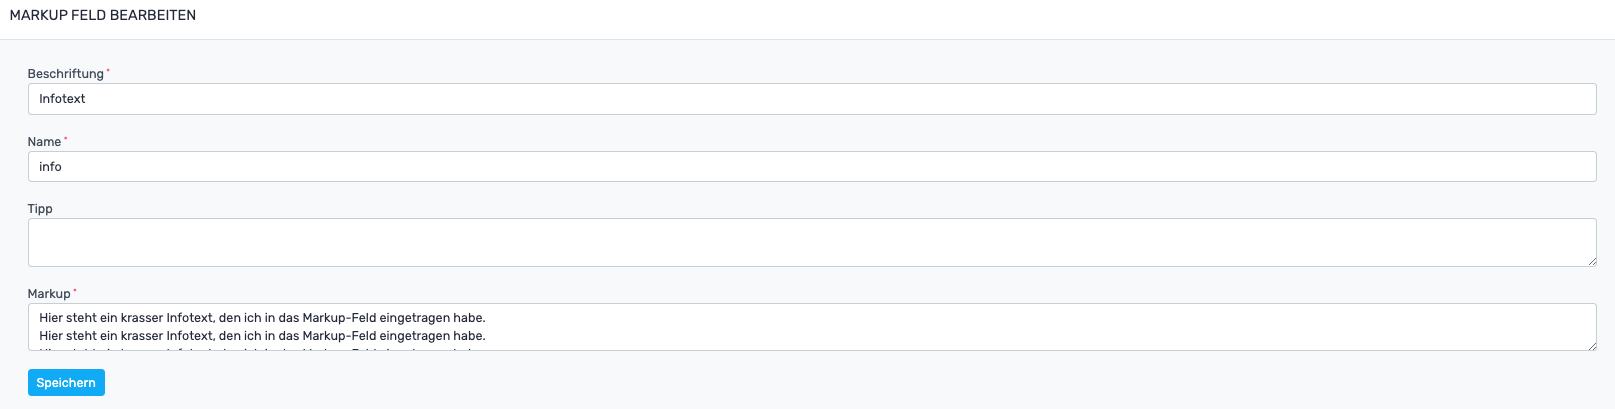 MARKUP FELD BEARBEITEN
Beschriftung *
Infotext
Name *
info
Tipp
Markup *
Hier steht ein krasser Infotext, den ich in das Markup-Feld eingetragen habe.
Hier steht ein krasser Infotext, den ich in das Markup-Feld eingetragen habe.
Speichern